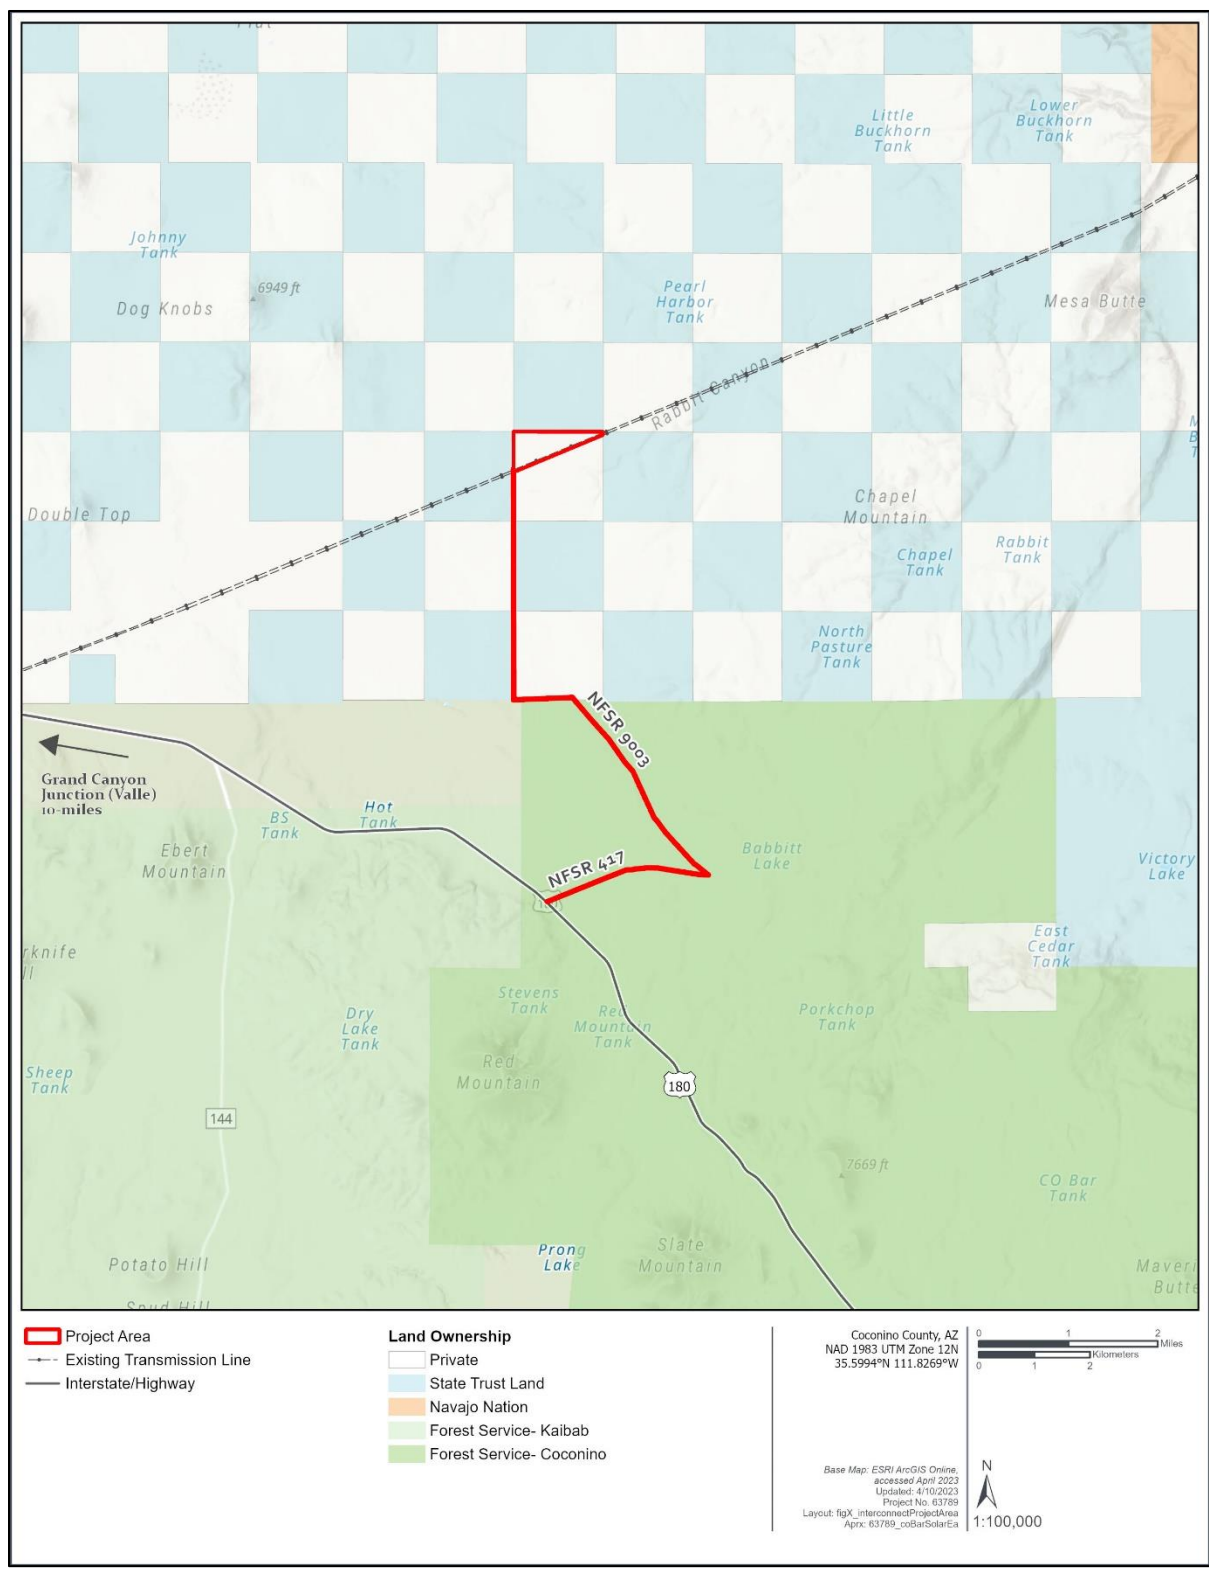 Little
Buckhorn
Tank
Lower
Buckhorn
Tank
Johnny
Tank
6949 ft
Dog Knobs
Pearl
Harbor
Tank
Mesa Butte
Rabbit Canyon
Double Top
Chapel
Mountain
Chapel
Tank
Rabbit
Tank
North
Pasture
Tank
NFSR 9003
Grand Canyon
Junction (Valle)
10-miles
BS
Tank
Hot
Tank
Ebert
Mountain
NFSR 417
Babbitt
Lake
Victory
Lake
East
Cedar
Tank
Stevens
Tank
Red
Mountain
Tank
Porkchop
Tank
Dry
Lake
Tank
Red
Mountain
Sheep
Tank
180
144
7669 ft
CO Bar
Tank
Potato Hill
Prong
Lake
Slate
Mountain
Butte
Spud Hill
Project Area
Existing Transmission Line
Interstate/Highway
Land Ownership
Private
State Trust Land
Navajo Nation
Forest Service- Kaibab
Forest Service- Coconino
Coconino County, AZ
NAD 1983 UTM Zone 12N
35.5994°N 111.8269°W
0 1 2
Miles
Kilometers
0 1 2
Base Map: ESRI ArcGIS Online,
accessed April 2023
Updated: 4/10/2023
Project No. 63789
Layout: figX_interconnectProjectArea
Aprx: 63789_coBarSolarEa
N
1:100,000